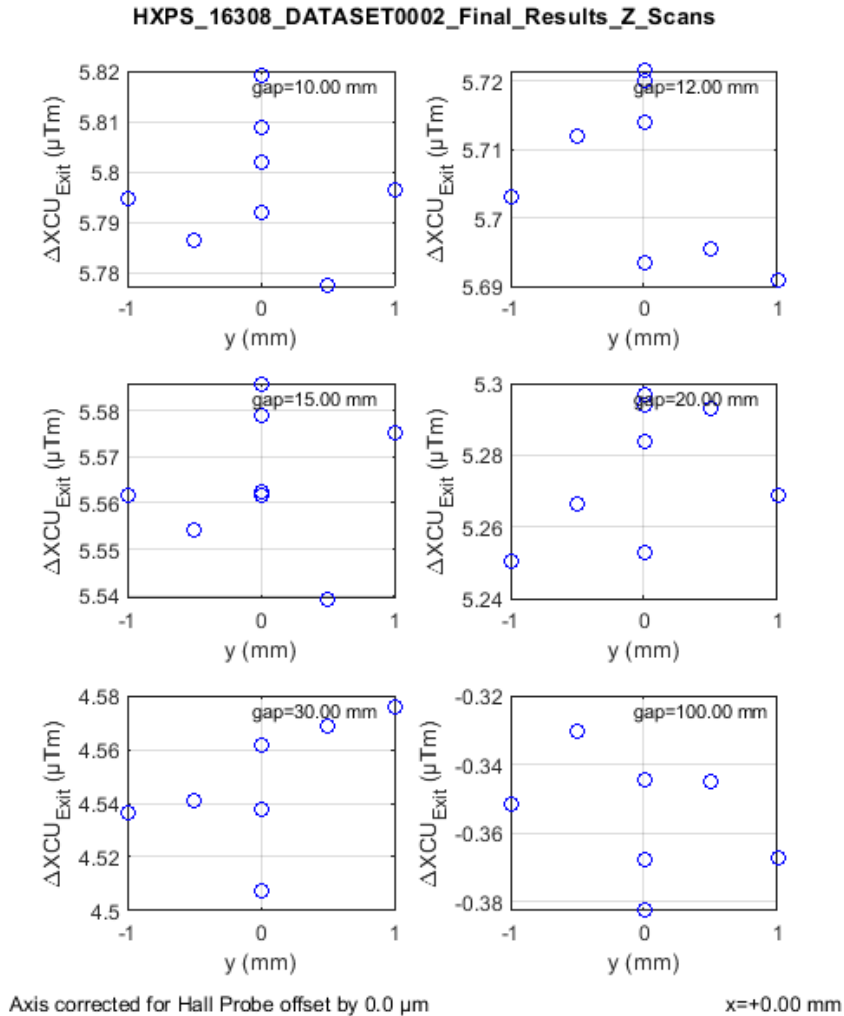 HXPS_16308_DATASET0002_Final_Results_Z_Scans
gap=10.00 mm
5.82
5.81
5.8
5.79
5.78
ΔXCU_Exit (µTm)
-1 0 1
y (mm)
gap=12.00 mm
5.72
5.71
5.7
5.69
ΔXCU_Exit (µTm)
-1 0 1
y (mm)
gap=15.00 mm
5.58
5.57
5.56
5.55
5.54
ΔXCU_Exit (µTm)
-1 0 1
y (mm)
gap=20.00 mm
5.3
5.28
5.26
5.24
ΔXCU_Exit (µTm)
-1 0 1
y (mm)
gap=30.00 mm
4.58
4.56
4.54
4.52
4.5
ΔXCU_Exit (µTm)
-1 0 1
y (mm)
gap=100.00 mm
-0.32
-0.34
-0.36
-0.38
ΔXCU_Exit (µTm)
-1 0 1
y (mm)
Axis corrected for Hall Probe offset by 0.0 µm
x=+0.00 mm